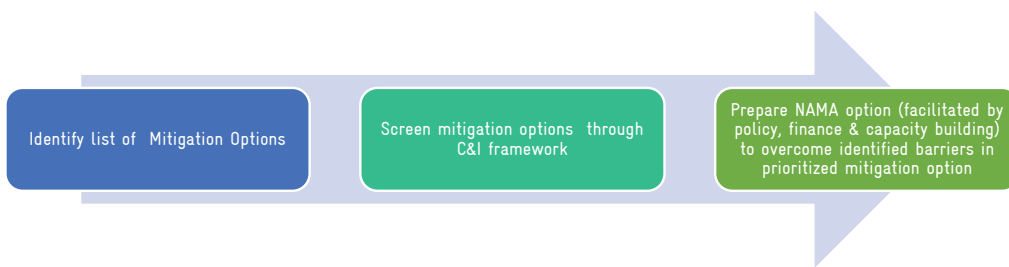 Identify list of Mitigation Options
Screen mitigation options through
C&I framework
Prepare NAMA option (facilitated by
policy, finance & capacity building)
to overcome identified barriers in
prioritized mitigation option